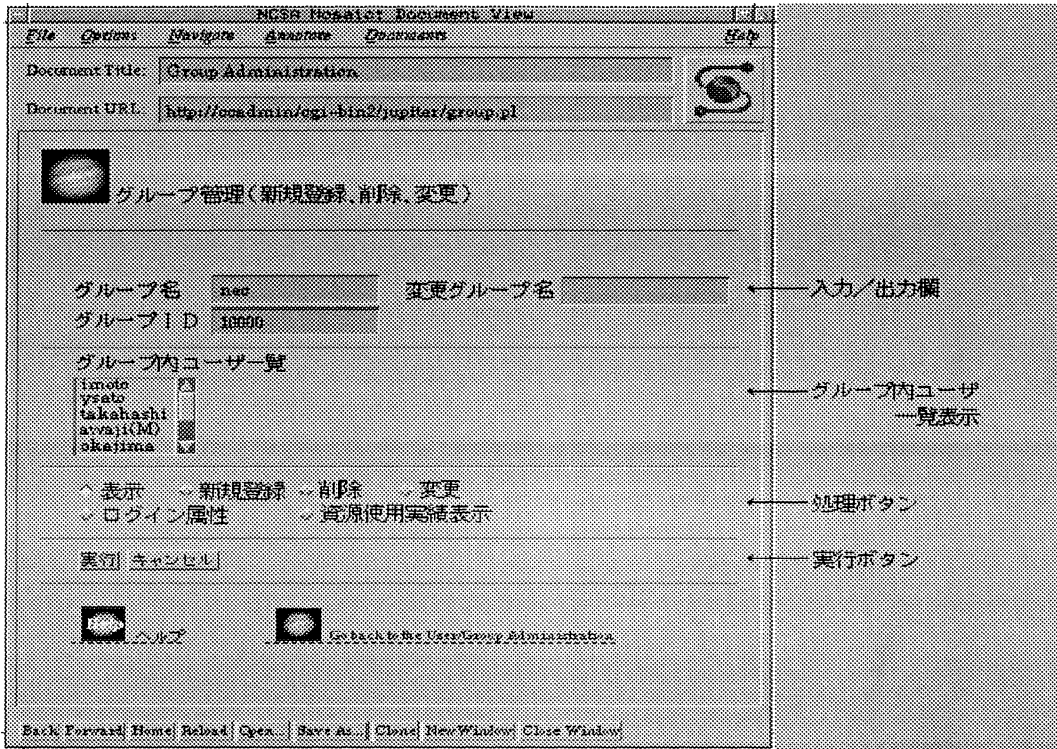 NCSA Mosaic: Document View
File Options Navigate Annotate Documents Help
Document Title: Group Administration
Document URL: http://ccadmin/cgi-bin2/jupiter/group.pl
グループ管理(新規登録、削除、変更)
グループ名 nec 変更グループ名 ←入力/出力欄
グループID 10000
グループ内ユーザ一覧
imoto
ysato
takahashi
awaji(M)
okajima
←グループ内ユーザ
一覧表示
表示 新規登録 削除 変更
ログイン属性 資源使用実績表示
←処理ボタン
実行 キャンセル ←実行ボタン
ヘルプ Go back to the User/Group Administration
Back Forward Home Reload Open... Save As... Clone New Window Close Window